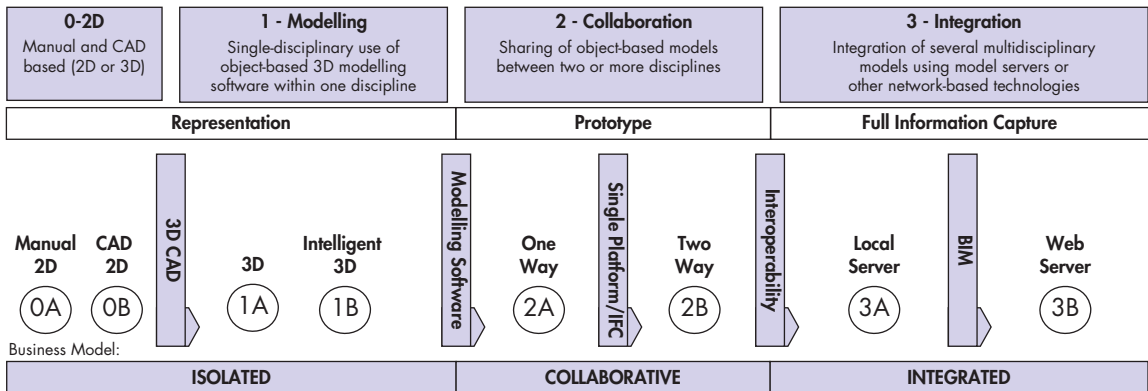 0-2D
Manual and CAD
based (2D or 3D)
1 - Modelling
Single-disciplinary use of
object-based 3D modelling
software within one discipline
2 - Collaboration
Sharing of object-based models
between two or more disciplines
3 - Integration
Integration of several multidisciplinary
models using model servers or
other network-based technologies
Representation
Prototype
Full Information Capture
Manual
2D
0A
CAD
2D
0B
3D CAD
3D
1A
Intelligent
3D
1B
Modelling Software
One
Way
2A
Single Platform/IFC
Two
Way
2B
Interoperability
Local
Server
3A
BIM
Web
Server
3B
Business Model:
ISOLATED
COLLABORATIVE
INTEGRATED